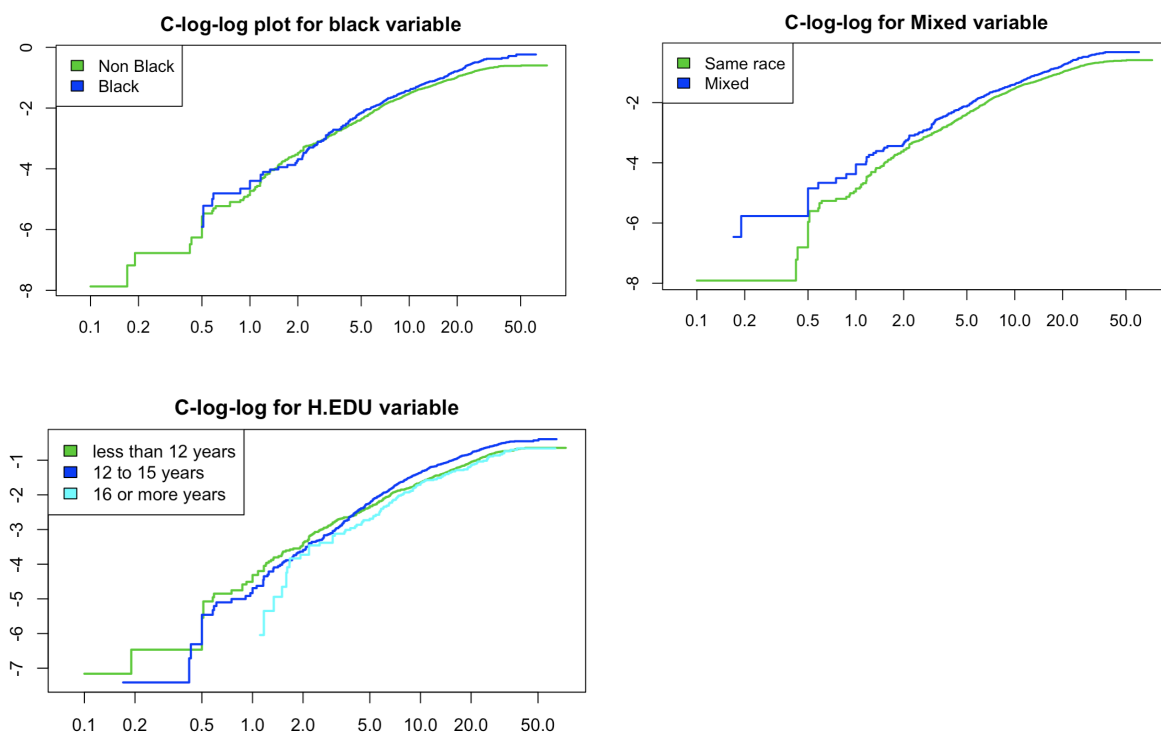 C-log-log plot for black variable
Non Black
Black
0
-2
-4
-6
-8
0.1 0.2 0.5 1.0 2.0 5.0 10.0 20.0 50.0
C-log-log for Mixed variable
Same race
Mixed
-2
-4
-6
-8
0.1 0.2 0.5 1.0 2.0 5.0 10.0 20.0 50.0
C-log-log for H.EDU variable
less than 12 years
12 to 15 years
16 or more years
-1
-2
-3
-4
-5
-6
-7
0.1 0.2 0.5 1.0 2.0 5.0 10.0 20.0 50.0